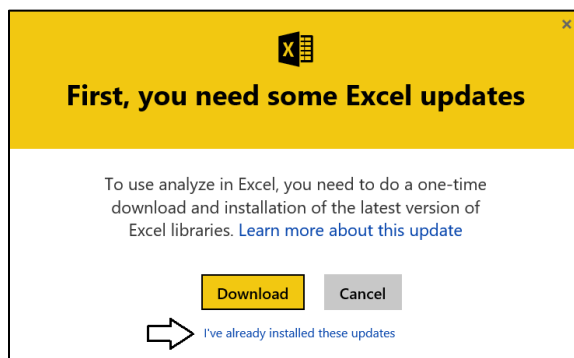 First, you need some Excel updates
To use analyze in Excel, you need to do a one-time
download and installation of the latest version of
Excel libraries. Learn more about this update
Download Cancel
I've already installed these updates